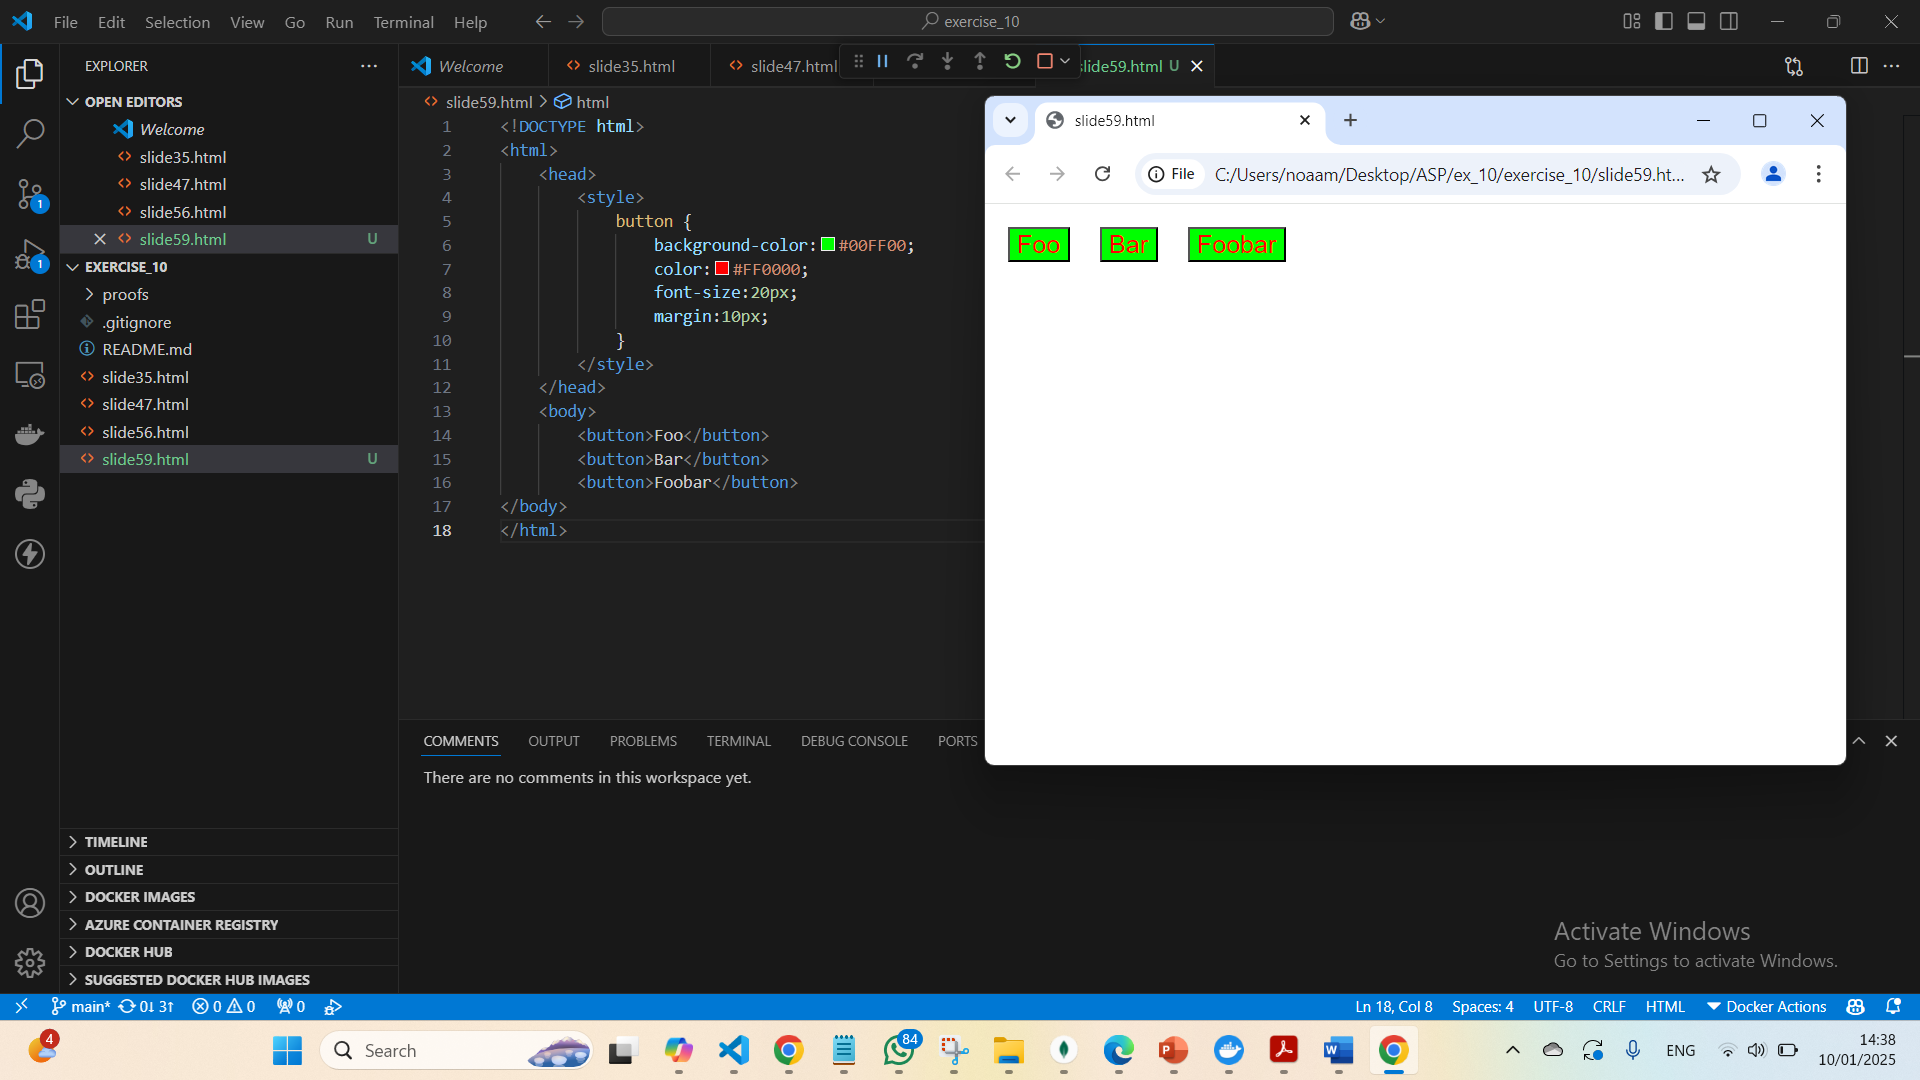 File Edit Selection View Go Run Terminal Help
exercise_10
EXPLORER
OPEN EDITORS
Welcome
slide35.html
slide47.html
slide56.html
slide59.html U
EXERCISE_10
proofs
.gitignore
README.md
slide35.html
slide47.html
slide56.html
slide59.html U
TIMELINE
OUTLINE
DOCKER IMAGES
AZURE CONTAINER REGISTRY
DOCKER HUB
SUGGESTED DOCKER HUB IMAGES
1
1
Welcome slide35.html slide47.html slide59.html U
slide59.html > html
1 <!DOCTYPE html>
2 <html>
3 <head>
4 <style>
5 button {
6 background-color:#00FF00;
7 color:#FF0000;
8 font-size:20px;
9 margin:10px;
10 }
11 </style>
12 </head>
13 <body>
14 <button>Foo</button>
15 <button>Bar</button>
16 <button>Foobar</button>
17 </body>
18 </html>
slide59.html
File C:/Users/noaam/Desktop/ASP/ex_10/exercise_10/slide59.ht...
Foo Bar Foobar
COMMENTS OUTPUT PROBLEMS TERMINAL DEBUG CONSOLE PORTS
There are no comments in this workspace yet.
Activate Windows
Go to Settings to activate Windows.
main* 0↓ 3↑ 0 0 0
Ln 18, Col 8 Spaces: 4 UTF-8 CRLF HTML Docker Actions
4
Search
84
ENG
14:38
10/01/2025